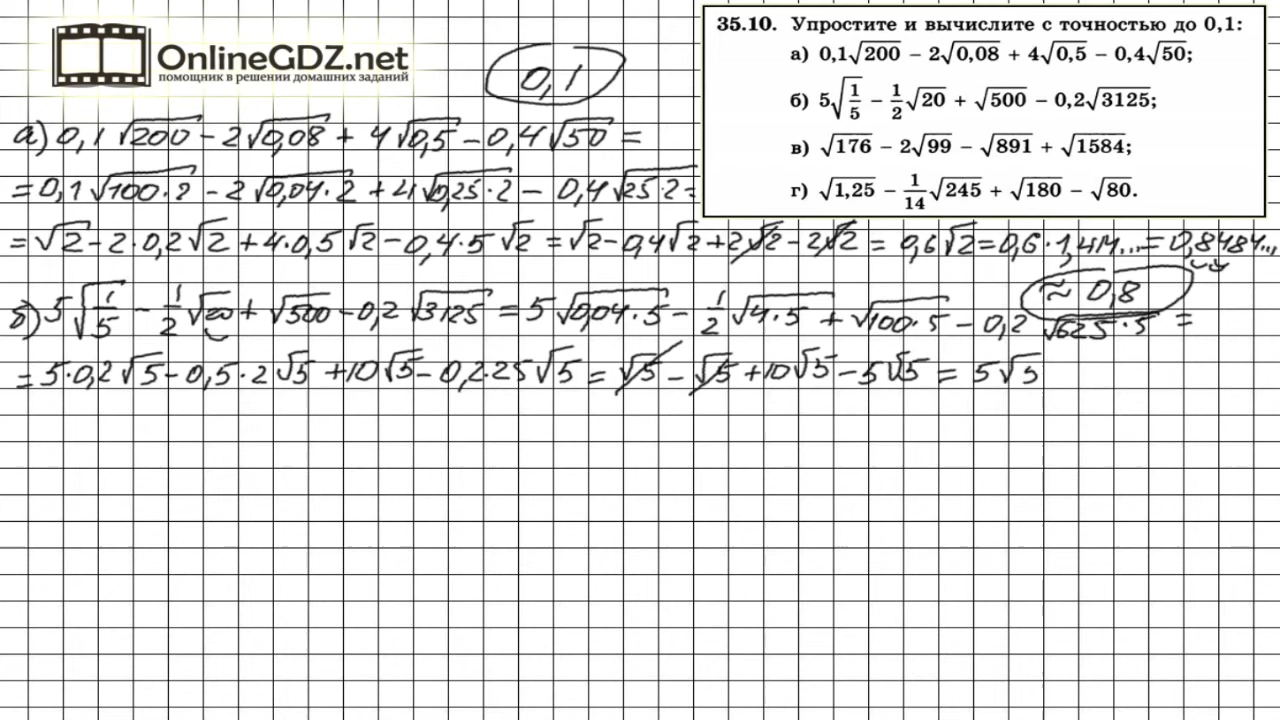 OnlineGDZ.net
помощник в решении домашних заданий
0,1
35.10. Упростите и вычислите с точностью до 0,1:
а) 0,1√200 − 2√0,08 + 4√0,5 − 0,4√50;
б) 5√(1/5) − 1/2 √20 + √500 − 0,2√3125;
в) √176 − 2√99 − √891 + √1584;
г) √1,25 − 1/14 √245 + √180 − √80.
а) 0,1√200 − 2√0,08 + 4√0,5 − 0,4√50 =
= 0,1√100·2 − 2√0,04·2 + 4√0,25·2 − 0,4√25·2 =
= √2 − 2·0,2√2 + 4·0,5√2 − 0,4·5√2 = √2 − 0,4√2 + 2√2 − 2√2 = 0,6√2 = 0,6·1,414... = 0,8484...
≈ 0,8
б) 5√(1/5) − 1/2 √20 + √500 − 0,2√3125 = 5√0,04·5 − 1/2 √4·5 + √100·5 − 0,2 √625·5 =
= 5·0,2√5 − 0,5·2√5 + 10√5 − 0,2·25√5 = √5 − √5 + 10√5 − 5√5 = 5√5